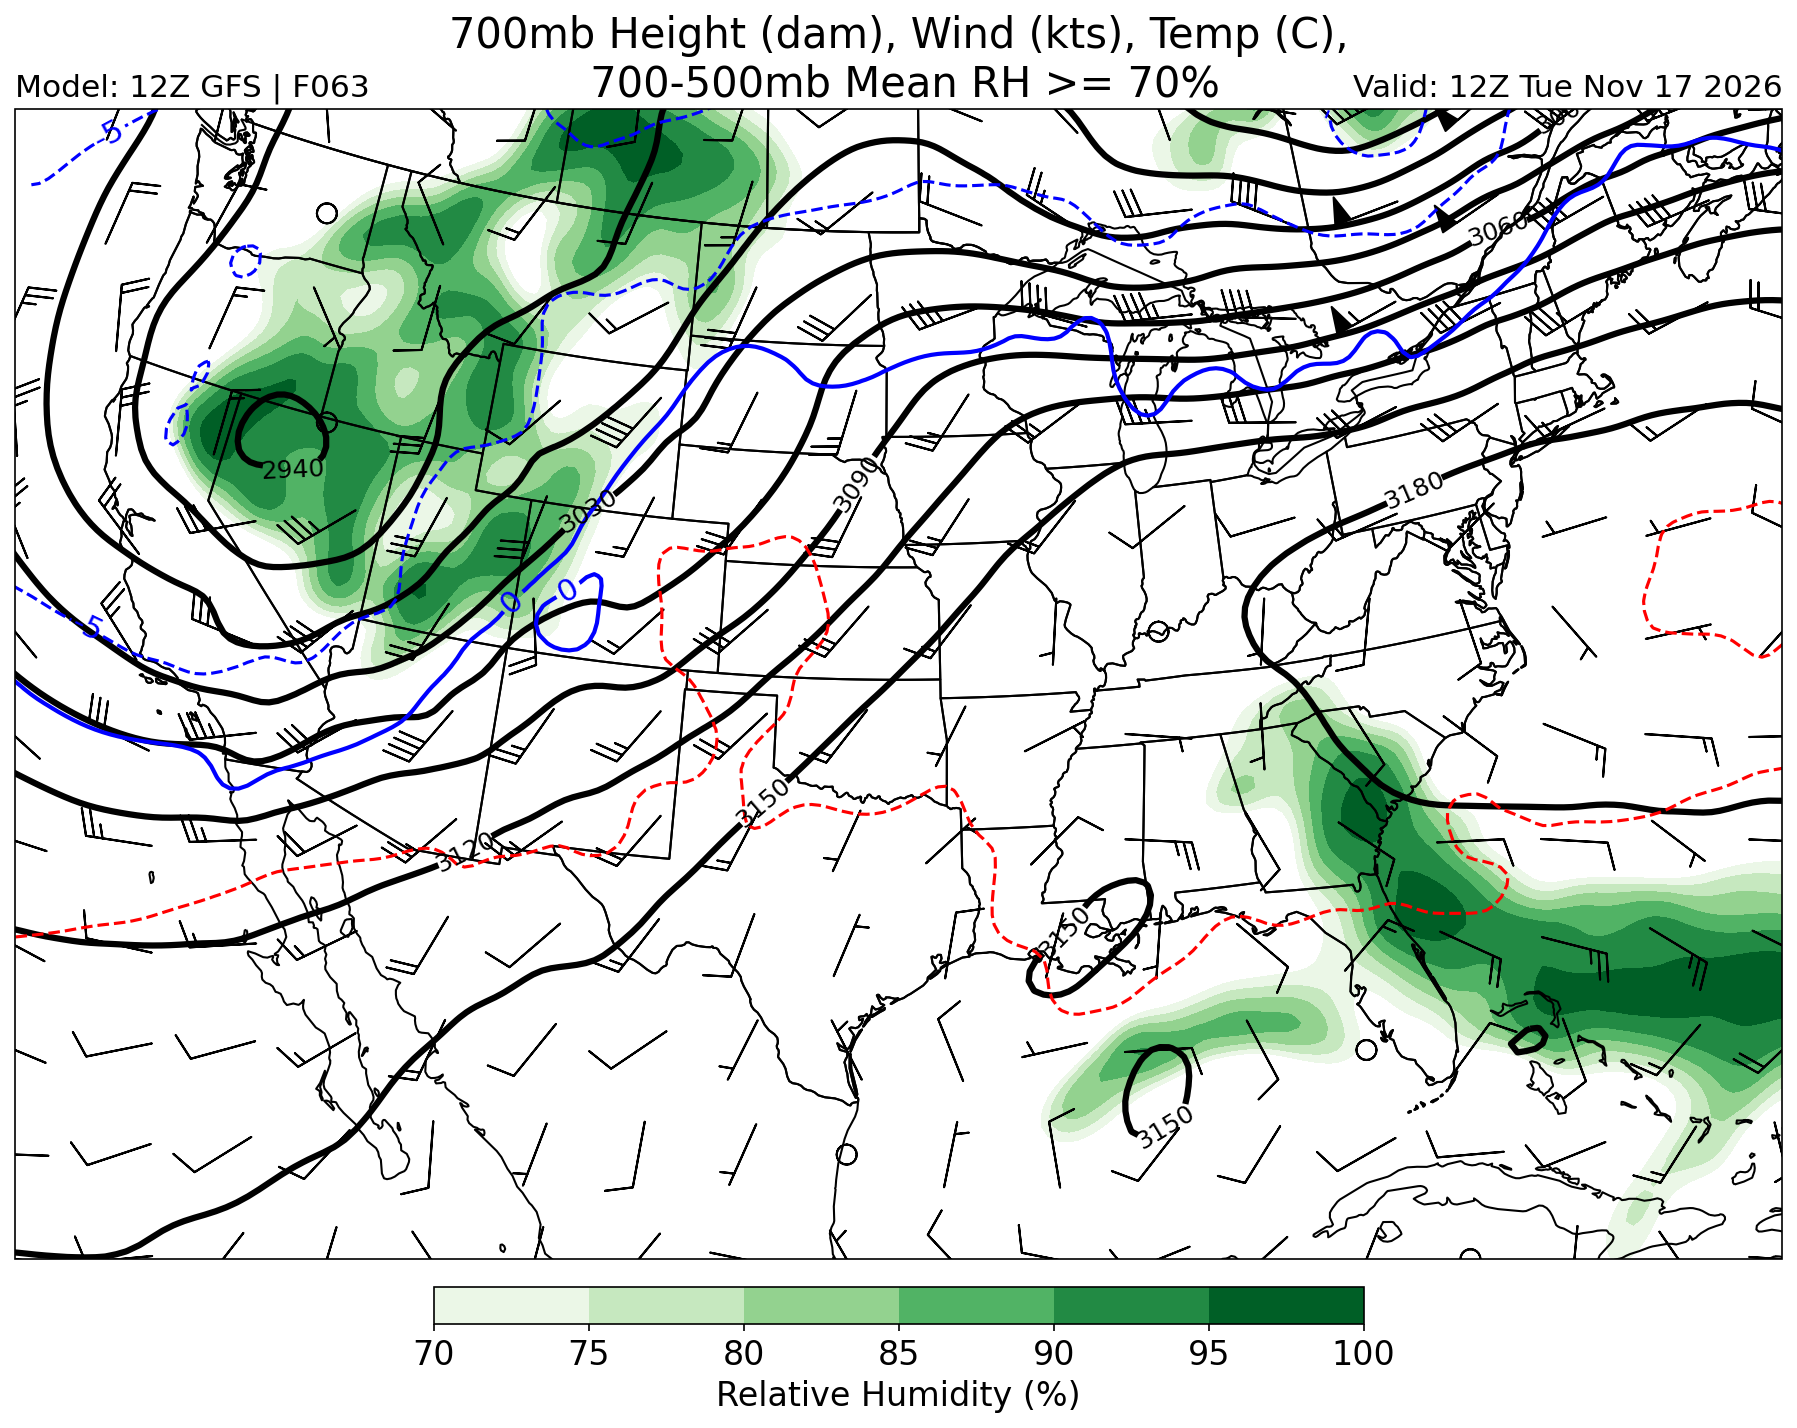 700mb Height (dam), Wind (kts), Temp (C),
700-500mb Mean RH >= 70%
Model: 12Z GFS | F063
Valid: 12Z Tue Nov 17 2026
-5
3060
2940
3030
3090
3180
0
0
-5
3150
3120
3150
3150
70 75 80 85 90 95 100
Relative Humidity (%)